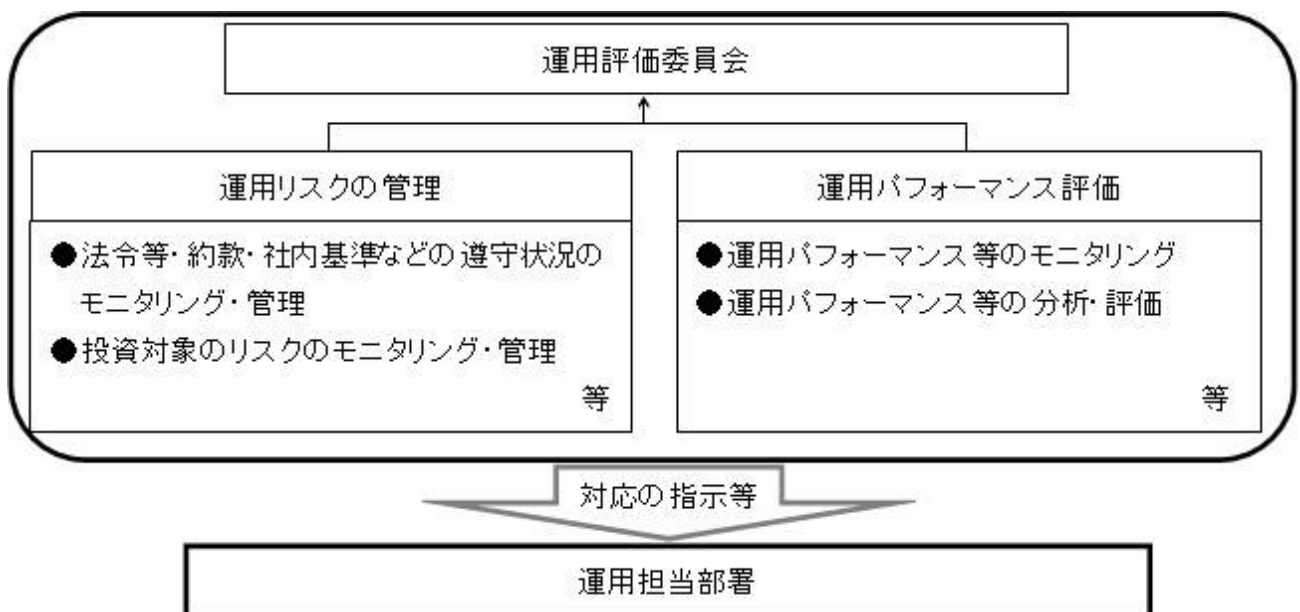 運用評価委員会
運用リスクの管理
●法令等・約款・社内基準などの遵守状況の
モニタリング・管理
●投資対象のリスクのモニタリング・管理
等
運用パフォーマンス評価
●運用パフォーマンス等のモニタリング
●運用パフォーマンス等の分析・評価
等
対応の指示等
運用担当部署